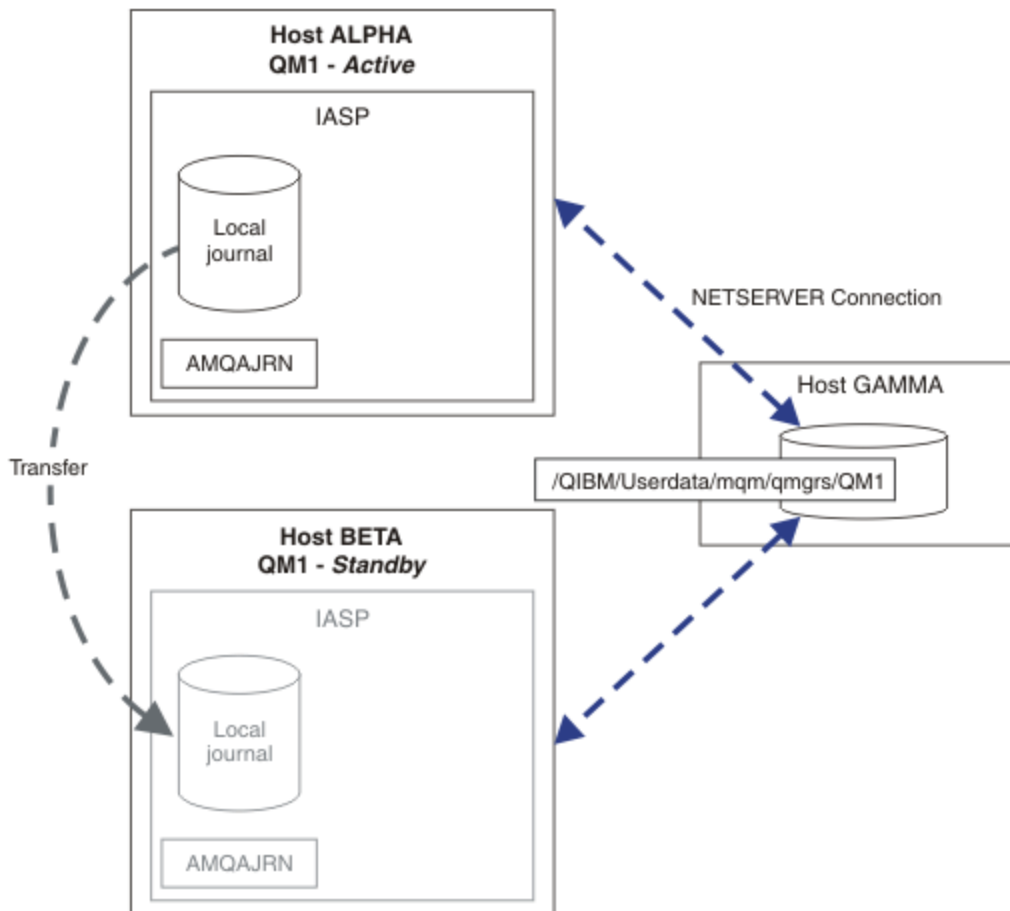 Host ALPHA
QM1 - Active
IASP
Local
journal
AMQAJRN
NETSERVER Connection
Host GAMMA
/QIBM/Userdata/mqm/qmgrs/QM1
Transfer
Host BETA
QM1 - Standby
IASP
Local
journal
AMQAJRN